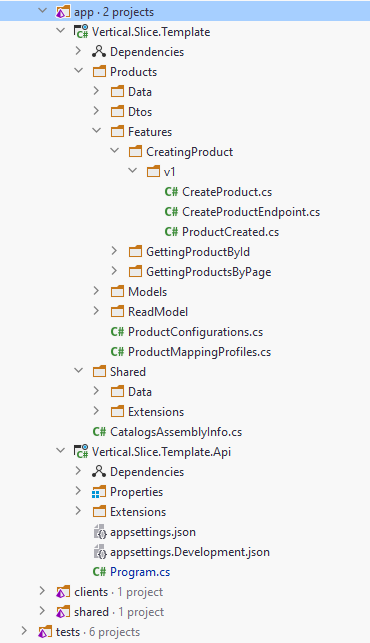 app · 2 projects
Vertical.Slice.Template
Dependencies
Products
Data
Dtos
Features
CreatingProduct
v1
C# CreateProduct.cs
C# CreateProductEndpoint.cs
C# ProductCreated.cs
GettingProductById
GettingProductsByPage
Models
ReadModel
C# ProductConfigurations.cs
C# ProductMappingProfiles.cs
Shared
Data
Extensions
C# CatalogsAssemblyInfo.cs
Vertical.Slice.Template.Api
Dependencies
Properties
Extensions
appsettings.json
appsettings.Development.json
C# Program.cs
clients · 1 project
shared · 1 project
tests · 6 projects